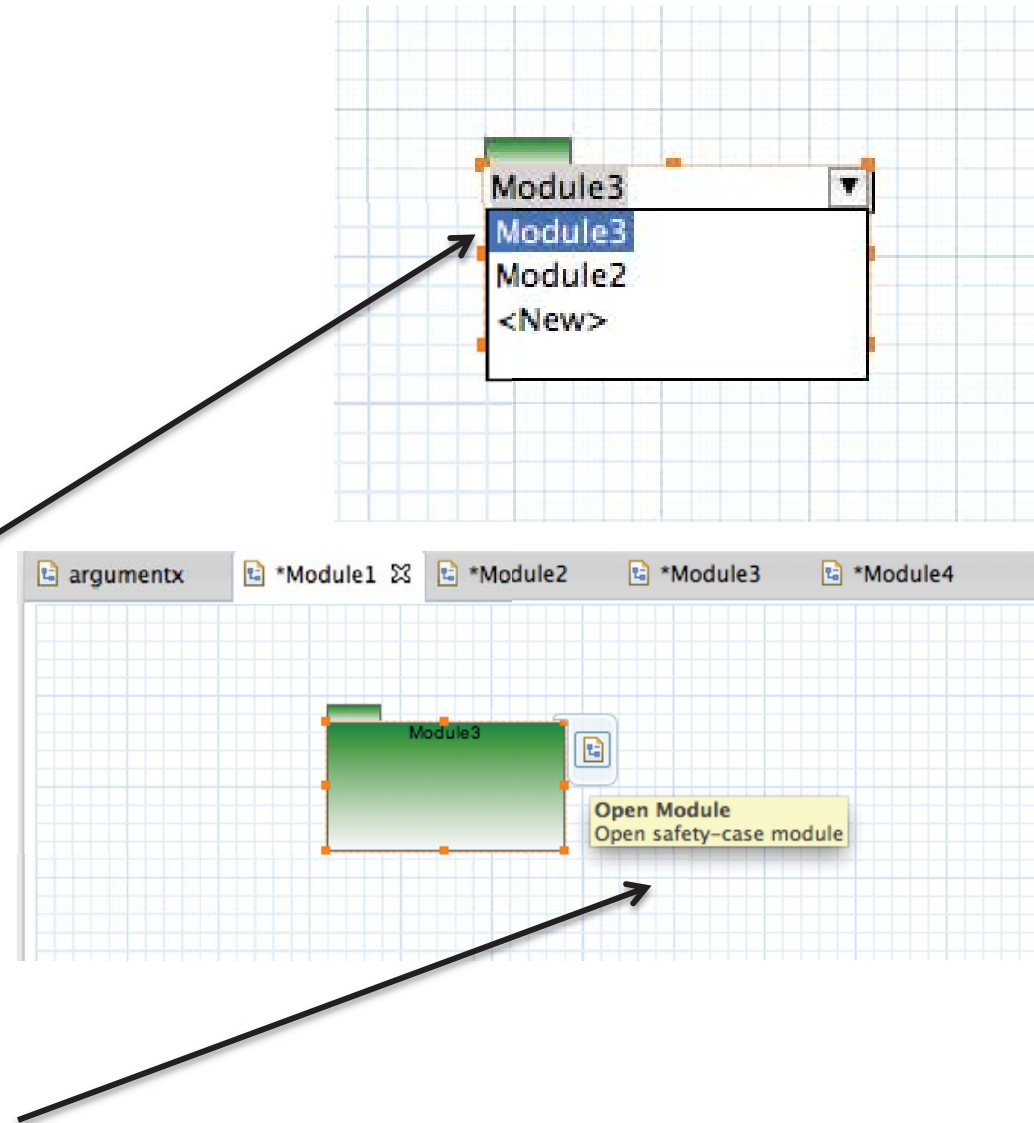 Module3
Module3
Module2
<New>
argumentx *Module1 *Module2 *Module3 *Module4
Module3
Open Module
Open safety-case module